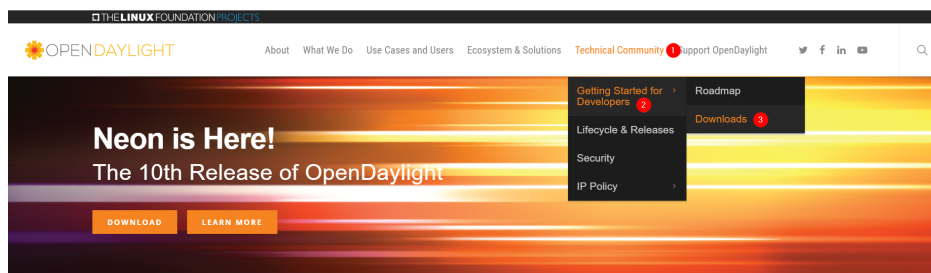 THE LINUX FOUNDATION PROJECTS
OPENDAYLIGHT
About What We Do Use Cases and Users Ecosystem & Solutions Technical Community 1 Support OpenDaylight
Getting Started for Developers 2
Roadmap
Downloads 3
Lifecycle & Releases
Security
IP Policy
Neon is Here!
The 10th Release of OpenDaylight
DOWNLOAD LEARN MORE